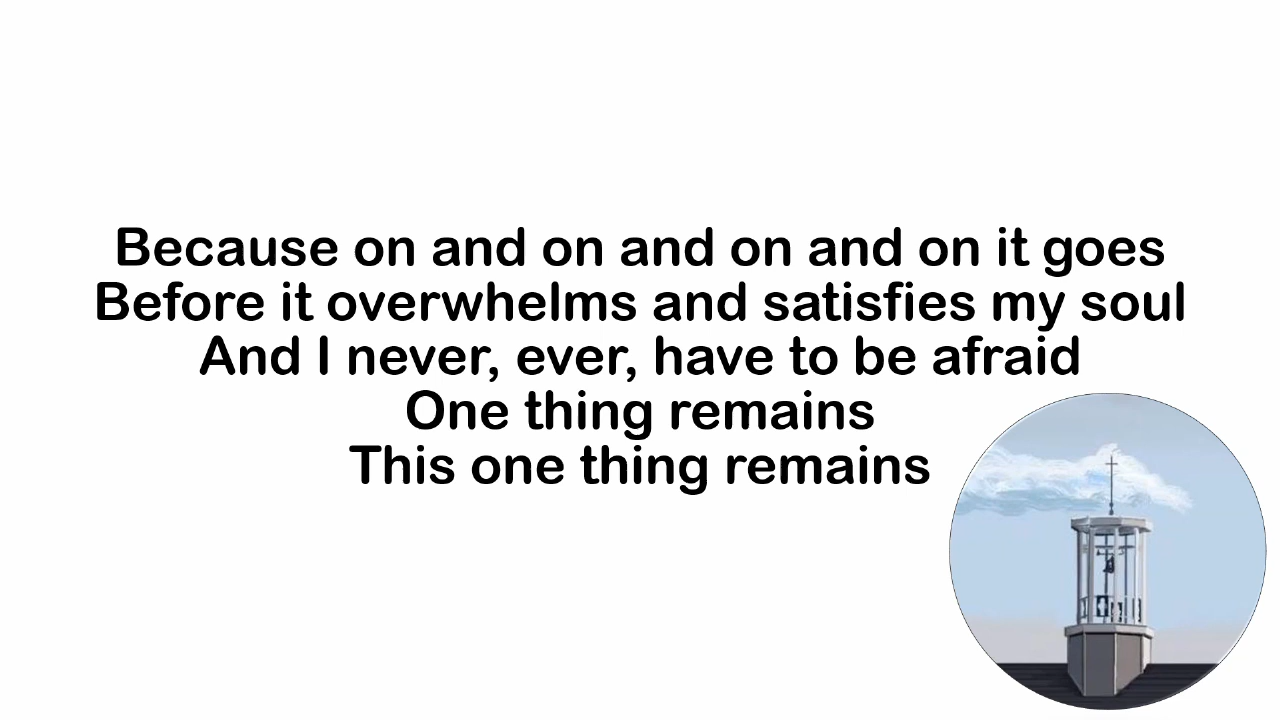 Because on and on and on and on it goes
Before it overwhelms and satisfies my soul
And I never, ever, have to be afraid
One thing remains
This one thing remains